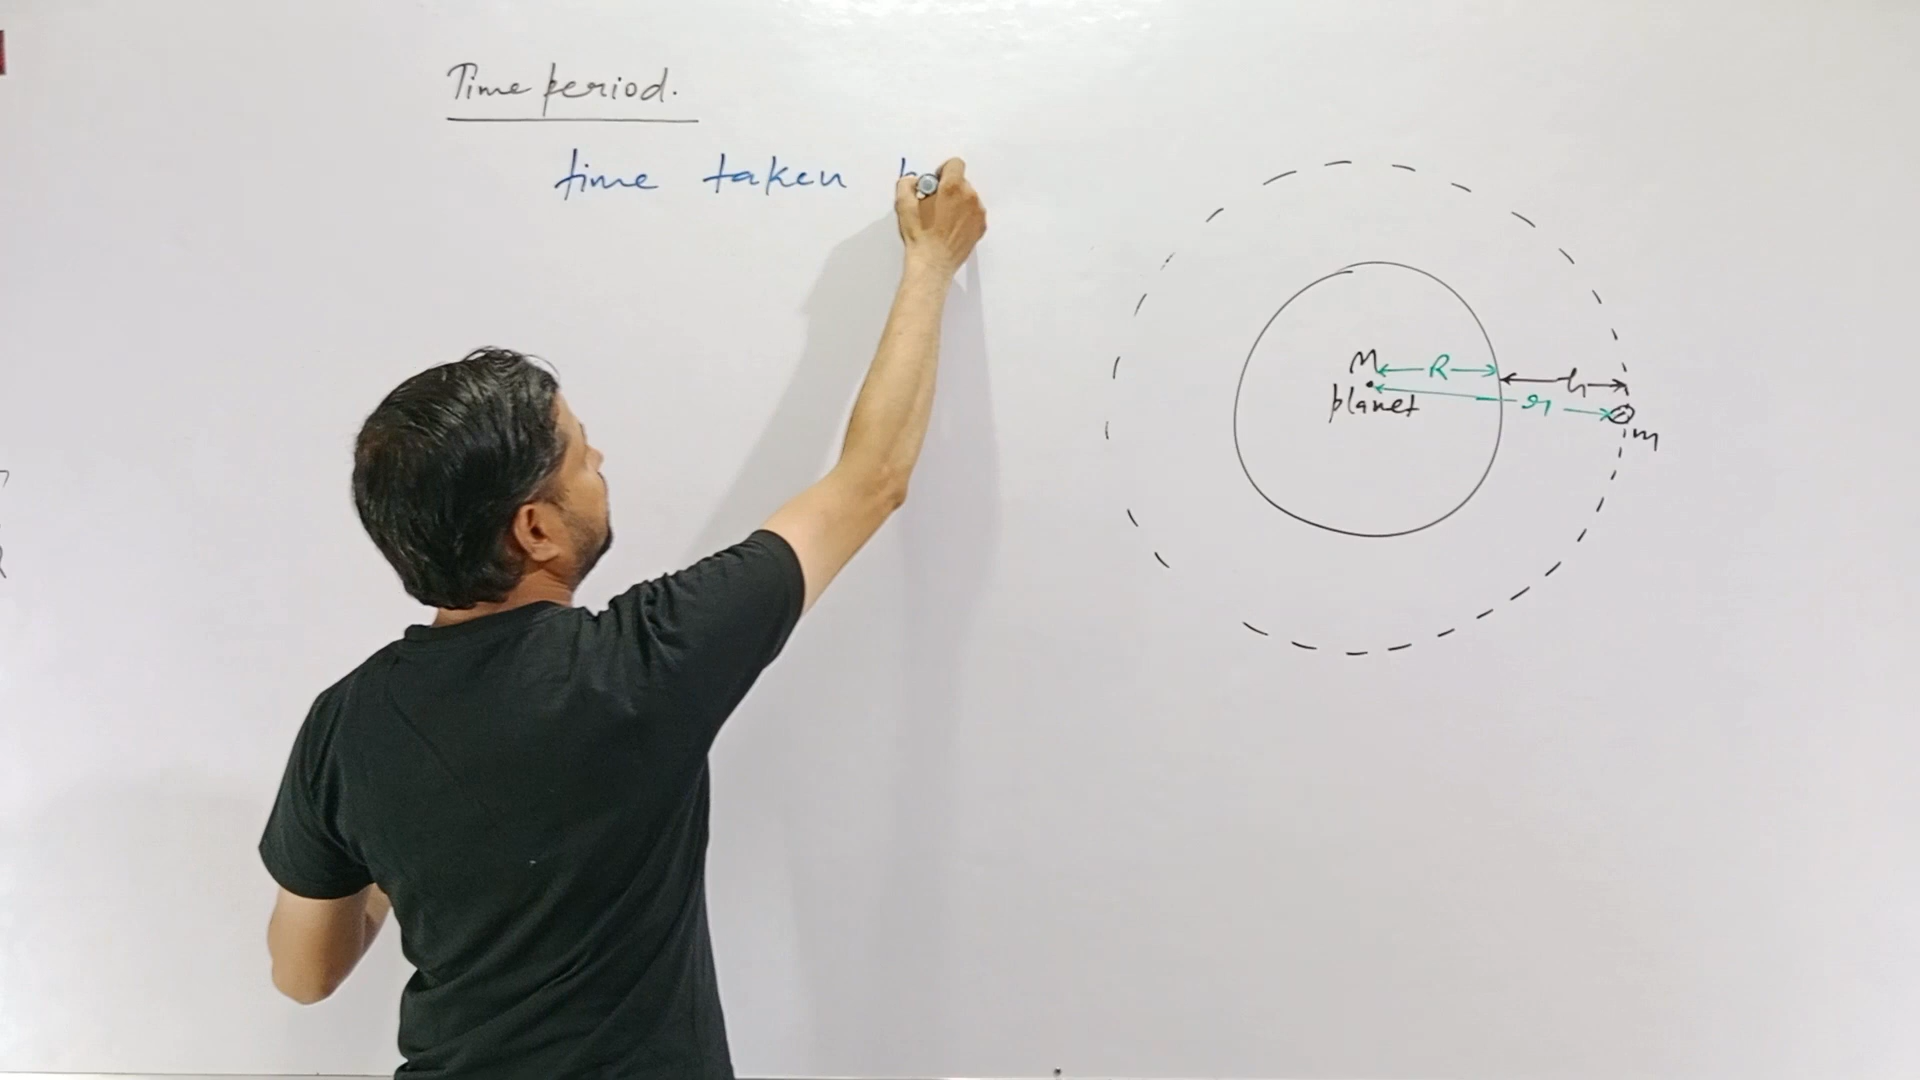 Time period.
time taken
M R h
planet r
m